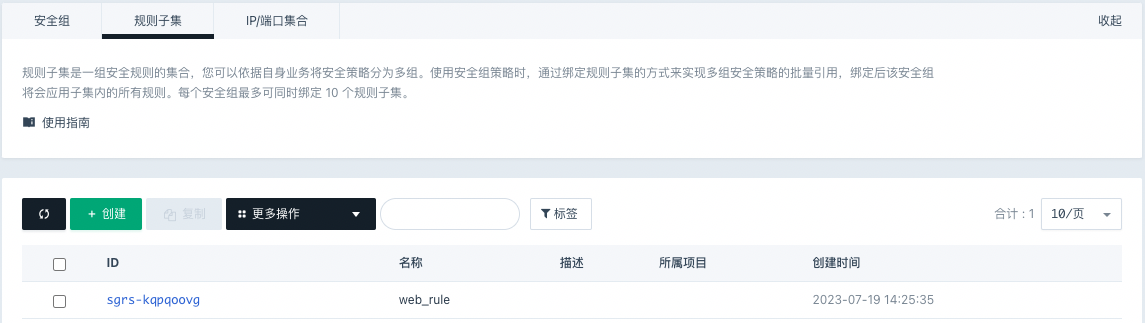 安全组 规则子集 IP/端口集合 收起
规则子集是一组安全规则的集合，您可以依据自身业务将安全策略分为多组。使用安全组策略时，通过绑定规则子集的方式来实现多组安全策略的批量引用，绑定后该安全组
将会应用子集内的所有规则。每个安全组最多可同时绑定 10 个规则子集。
使用指南
+ 创建 复制 更多操作 标签 合计 : 1 10/页
ID 名称 描述 所属项目 创建时间
sgrs-kqpqoovg web_rule 2023-07-19 14:25:35